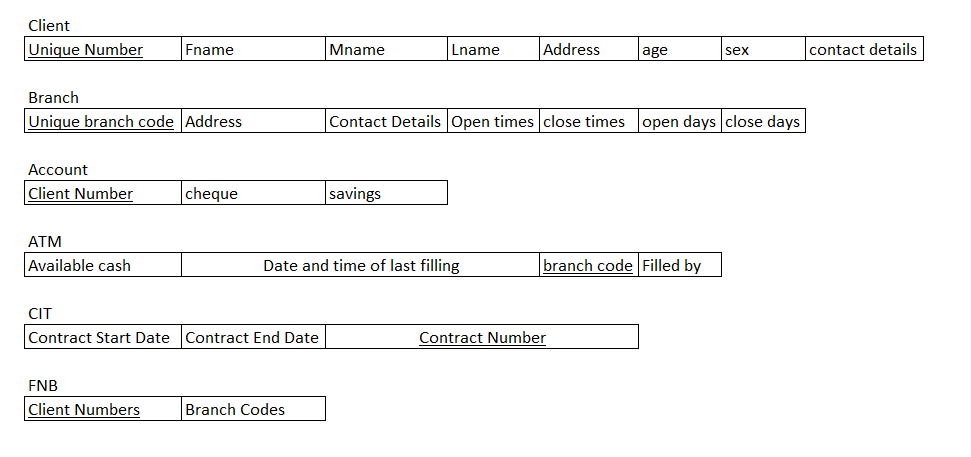 Client
Unique Number Fname Mname Lname Address age sex contact details
Branch
Unique branch code Address Contact Details Open times close times open days close days
Account
Client Number cheque savings
ATM
Available cash Date and time of last filling branch code Filled by
CIT
Contract Start Date Contract End Date Contract Number
FNB
Client Numbers Branch Codes